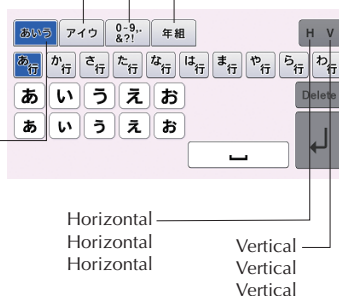 あいう アイウ 0-9,. &?! 年組 H V
あ行 か行 さ行 た行 な行 は行 ま行 や行 ら行 わ行
あ い う え お Delete
あ い う え お
Horizontal
Horizontal
Horizontal
Vertical
Vertical
Vertical